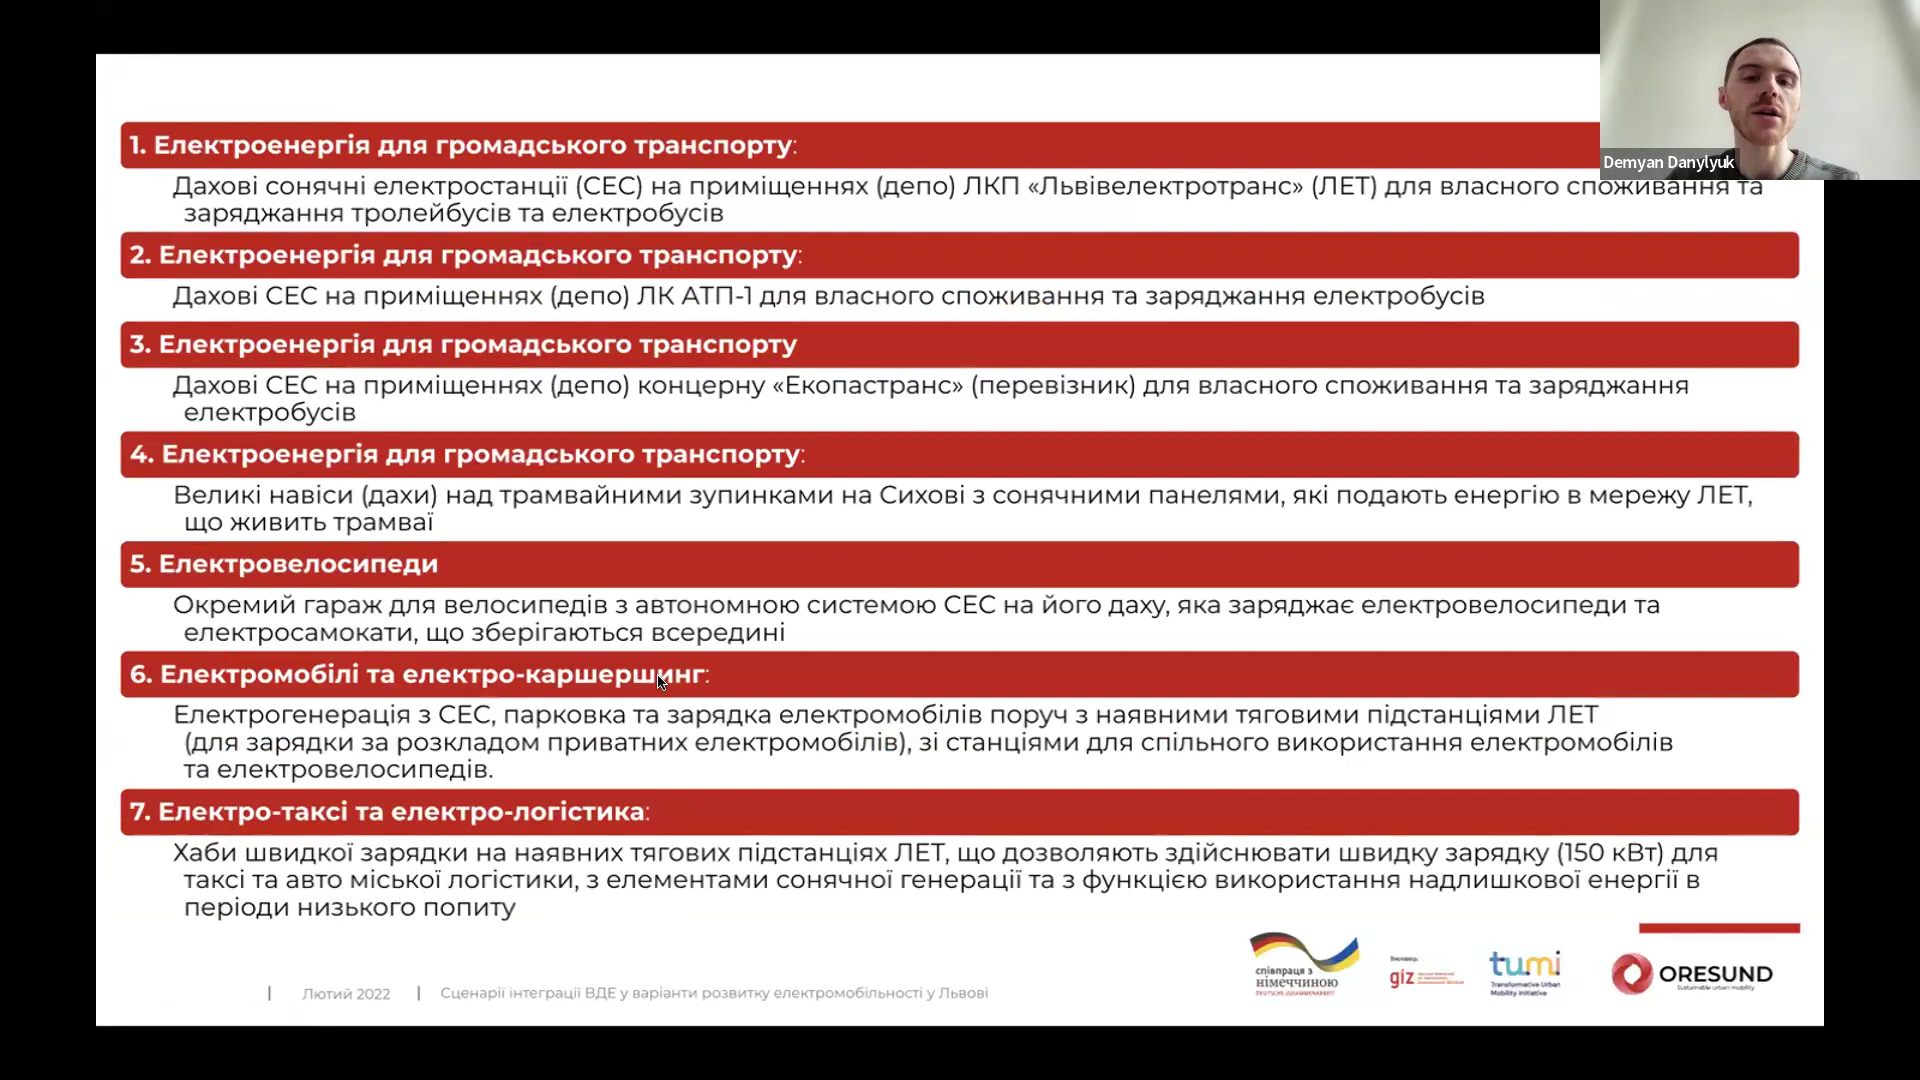 1. Електроенергія для громадського транспорту:
Дахові сонячні електростанції (СЕС) на приміщеннях (депо) ЛКП «Львівелектротранс» (ЛЕТ) для власного споживання та
заряджання тролейбусів та електробусів
2. Електроенергія для громадського транспорту:
Дахові СЕС на приміщеннях (депо) ЛК АТП-1 для власного споживання та заряджання електробусів
3. Електроенергія для громадського транспорту
Дахові СЕС на приміщеннях (депо) концерну «Екопастранс» (перевізник) для власного споживання та заряджання
електробусів
4. Електроенергія для громадського транспорту:
Великі навіси (дахи) над трамвайними зупинками на Сихові з сонячними панелями, які подають енергію в мережу ЛЕТ,
що живить трамваї
5. Електровелосипеди
Окремий гараж для велосипедів з автономною системою СЕС на його даху, яка заряджає електровелосипеди та
електросамокати, що зберігаються всередині
6. Електромобілі та електро-каршершинг:
Електрогенерація з СЕС, парковка та зарядка електромобілів поруч з наявними тяговими підстанціями ЛЕТ
(для зарядки за розкладом приватних електромобілів), зі станціями для спільного використання електромобілів
та електровелосипедів.
7. Електро-таксі та електро-логістика:
Хаби швидкої зарядки на наявних тягових підстанціях ЛЕТ, що дозволяють здійснювати швидку зарядку (150 кВт) для
таксі та авто міської логістики, з елементами сонячної генерації та з функцією використання надлишкової енергії в
періоди низького попиту
Demyan Danylyuk
| Лютий 2022 | Сценарії інтеграції ВДЕ у варіанти розвитку електромобільності у Львові
співпраця з
німеччиною
DEUTSCHE ZUSAMMENARBEIT
giz
tumi
Transformative Urban
Mobility Initiative
ORESUND
Sustainable urban mobility